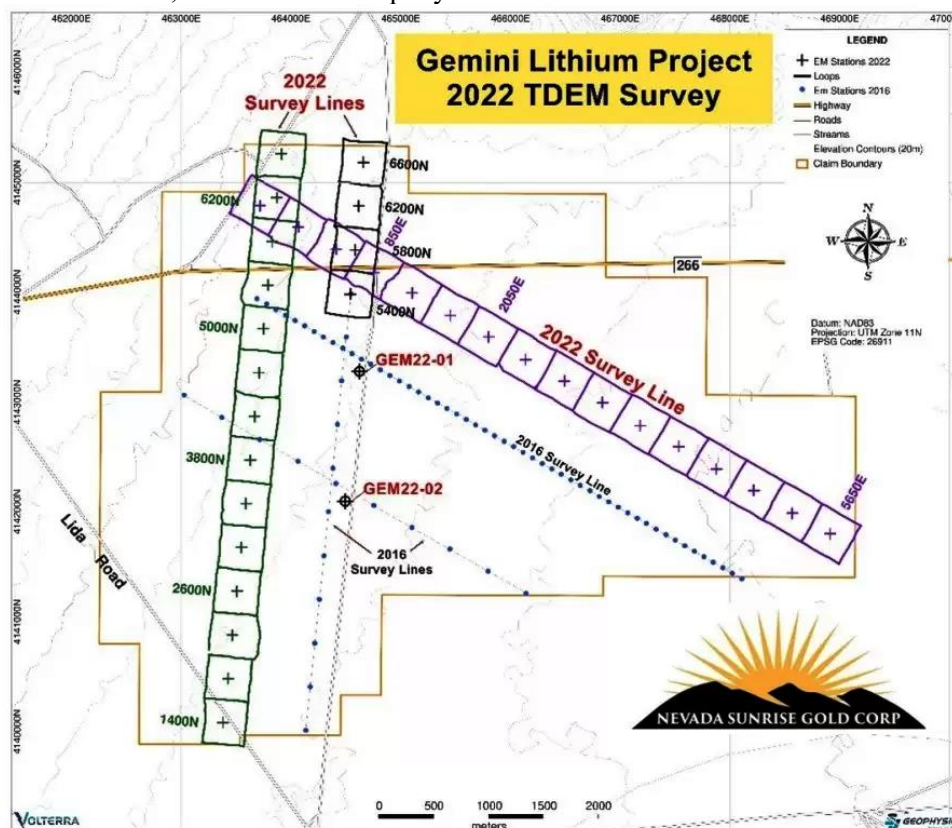 462000E 463000E 464000E 465000E 466000E 467000E 468000E 469000E
4146000N
4145000N
4144000N
4143000N
4142000N
4141000N
4140000N
Gemini Lithium Project
2022 TDEM Survey
LEGEND
EM Stations 2022
Loops
Em Stations 2016
Highway
Roads
Streams
Elevation Contours (20m)
Claim Boundary
N
W E
S
Datum: NAD83
Projection: UTM Zone 11N
EPSG Code: 26911
2022
Survey Lines
6600N
6200N
6200N
850E
5800N
266
5400N
2050E
5000N
2022 Survey Line
GEM22-01
2016 Survey Line
3800N
GEM22-02
5650E
Lida Road
2016
Survey Lines
2600N
1400N
NEVADA SUNRISE GOLD CORP
0 500 1000 1500 2000
meters
VOLTERRA